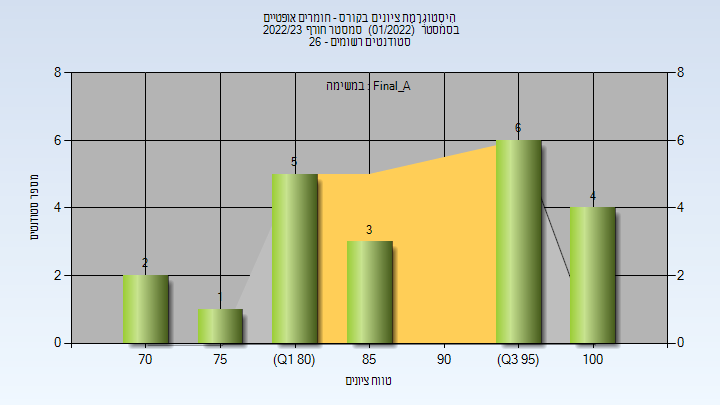 היסטוגרמת ציונים בקורס - חומרים אופטיים
בסמסטר (01/2022) סמסטר חורף 2022/23
סטודנטים רשומים - 26
במשימה : Final_A
8 8
6 6
4 4
2 2
0 0
2
5
3
6
4
מספר סטודנטים
70 75 (Q1 80) 85 90 (Q3 95) 100
טווח ציונים